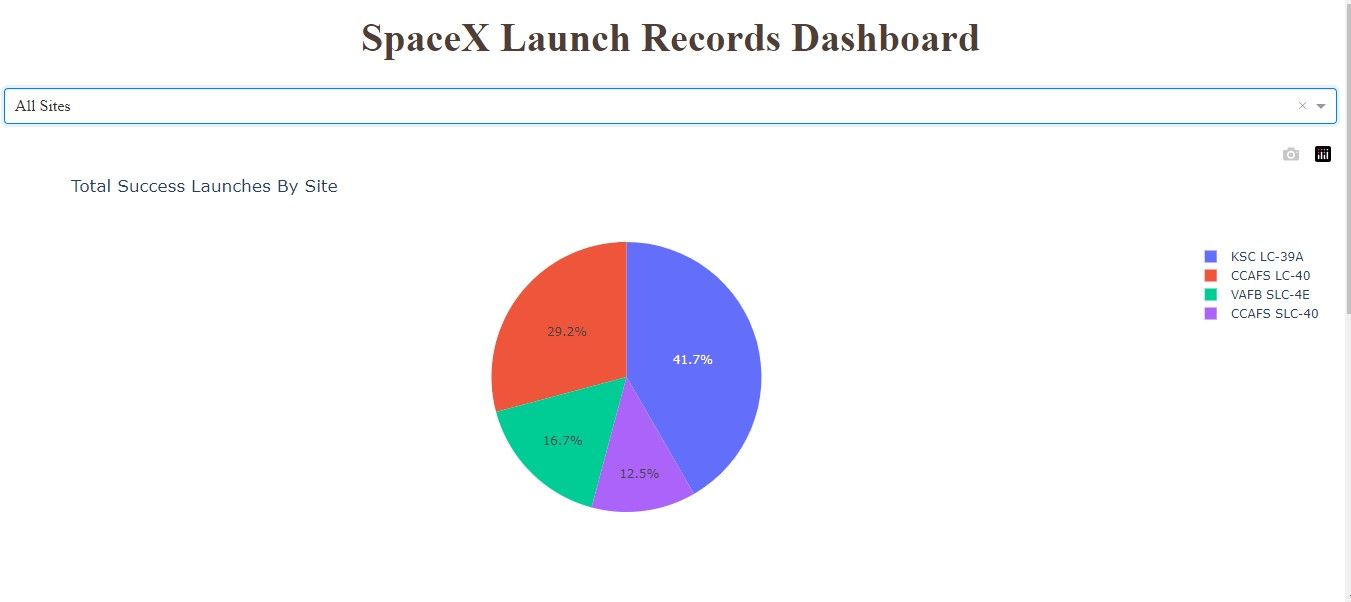 SpaceX Launch Records Dashboard
All Sites
Total Success Launches By Site
KSC LC-39A
CCAFS LC-40
VAFB SLC-4E
CCAFS SLC-40
29.2%
41.7%
16.7%
12.5%